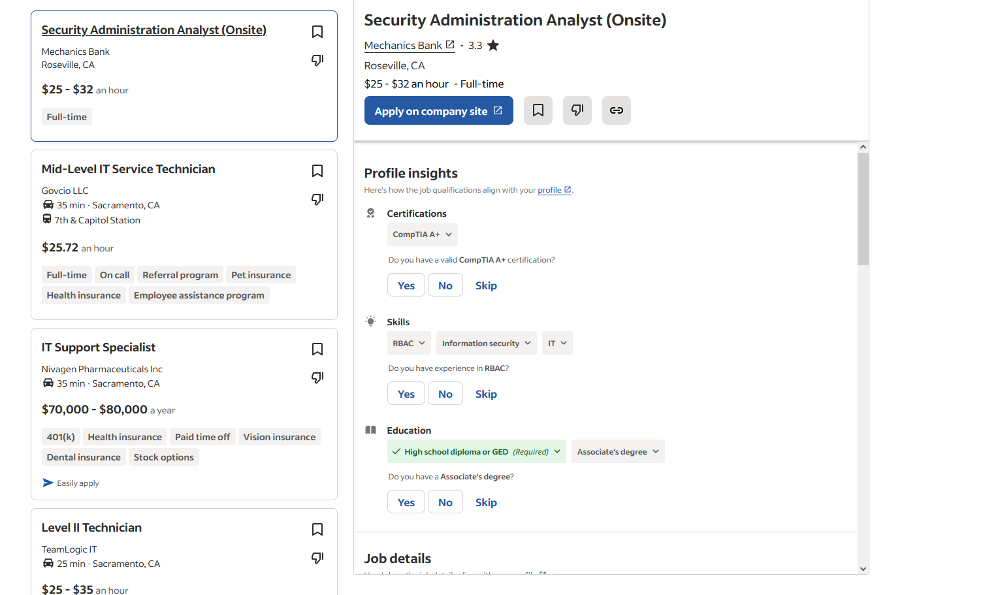 Security Administration Analyst (Onsite)
Mechanics Bank
Roseville, CA
$25 - $32 an hour
Full-time
Mid-Level IT Service Technician
Govcio LLC
35 min · Sacramento, CA
7th & Capitol Station
$25.72 an hour
Full-time On call Referral program Pet insurance
Health insurance Employee assistance program
IT Support Specialist
Nivagen Pharmaceuticals Inc
35 min · Sacramento, CA
$70,000 - $80,000 a year
401(k) Health insurance Paid time off Vision insurance
Dental insurance Stock options
Easily apply
Level II Technician
TeamLogic IT
25 min · Sacramento, CA
$25 - $35 an hour
Security Administration Analyst (Onsite)
Mechanics Bank · 3.3
Roseville, CA
$25 - $32 an hour - Full-time
Apply on company site
Profile insights
Here's how the job qualifications align with your profile.
Certifications
CompTIA A+
Do you have a valid CompTIA A+ certification?
Yes No Skip
Skills
RBAC Information security IT
Do you have experience in RBAC?
Yes No Skip
Education
High school diploma or GED (Required) Associate's degree
Do you have a Associate's degree?
Yes No Skip
Job details